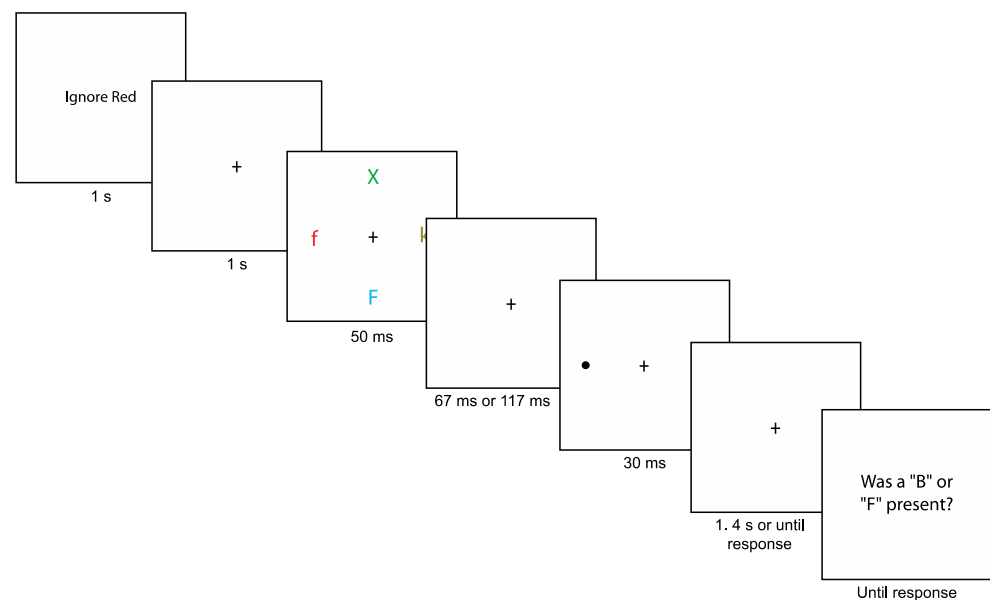 Ignore Red
1 s
+
1 s
X
f + k
F
50 ms
+
67 ms or 117 ms
+
30 ms
+
1. 4 s or until
response
Was a "B" or
"F" present?
Until response